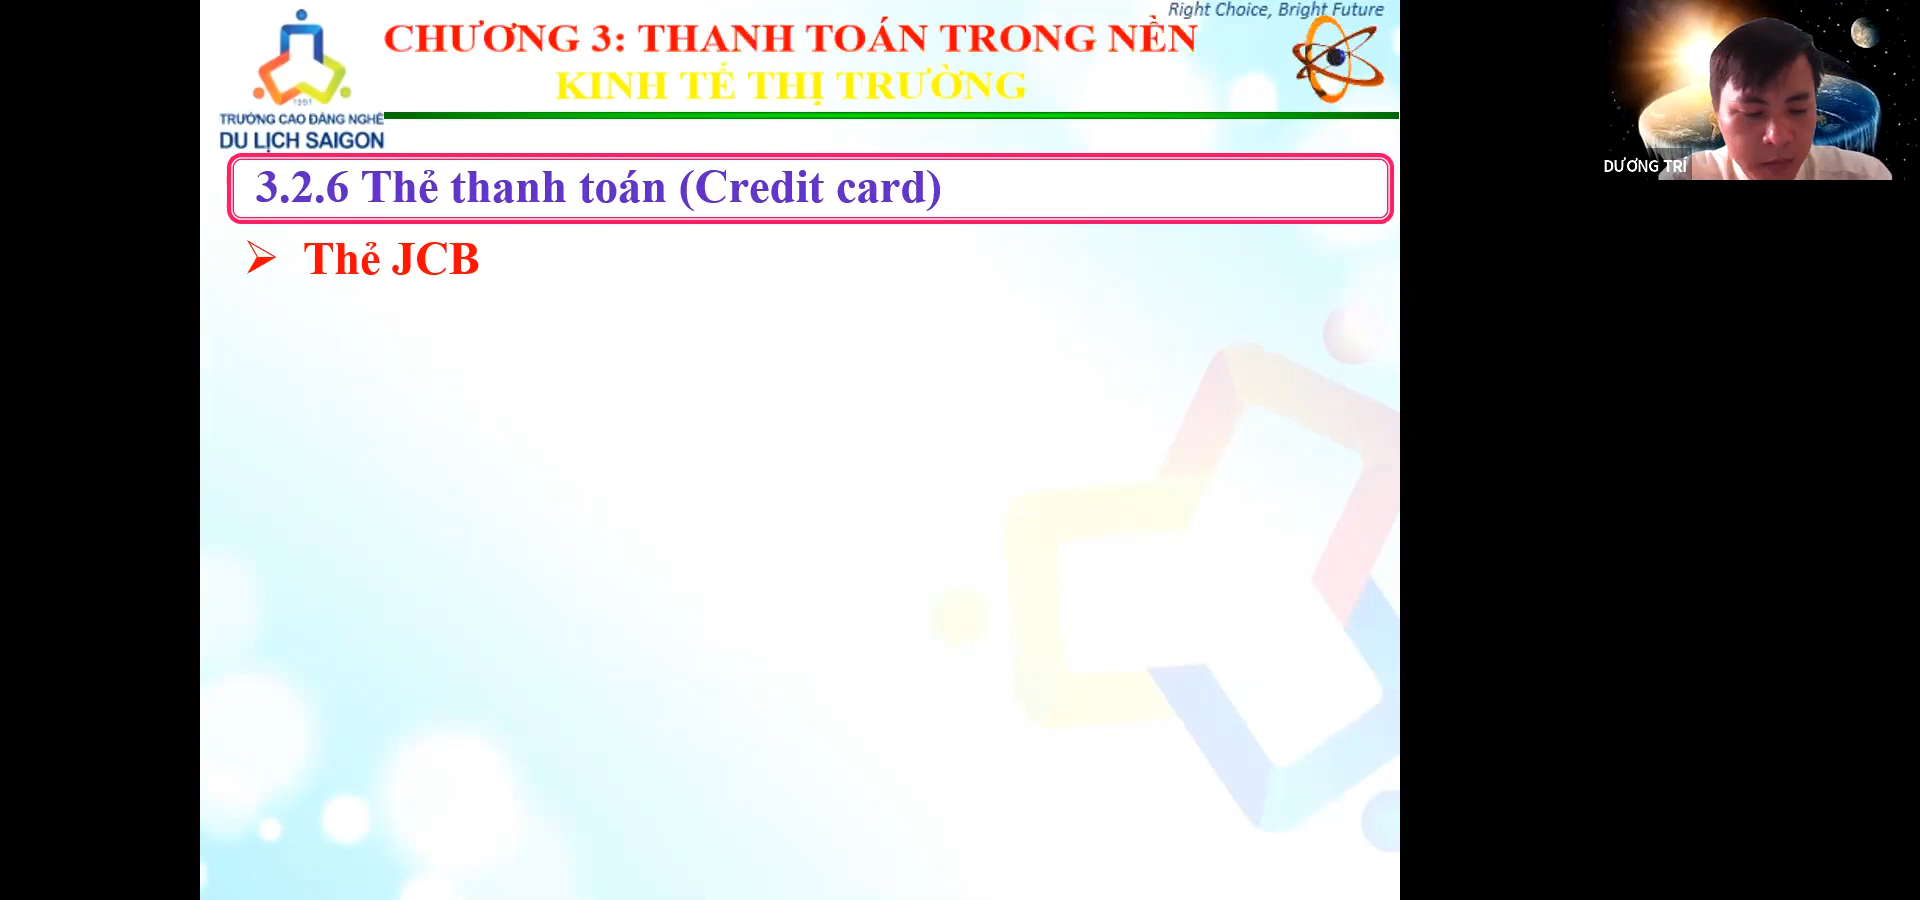 Right Choice, Bright Future
CHƯƠNG 3: THANH TOÁN TRONG NỀN
KINH TẾ THỊ TRƯỜNG
1991
TRƯỜNG CAO ĐẲNG NGHỀ
DU LỊCH SAIGON
3.2.6 Thẻ thanh toán (Credit card)
Thẻ JCB
DƯƠNG TRÍ